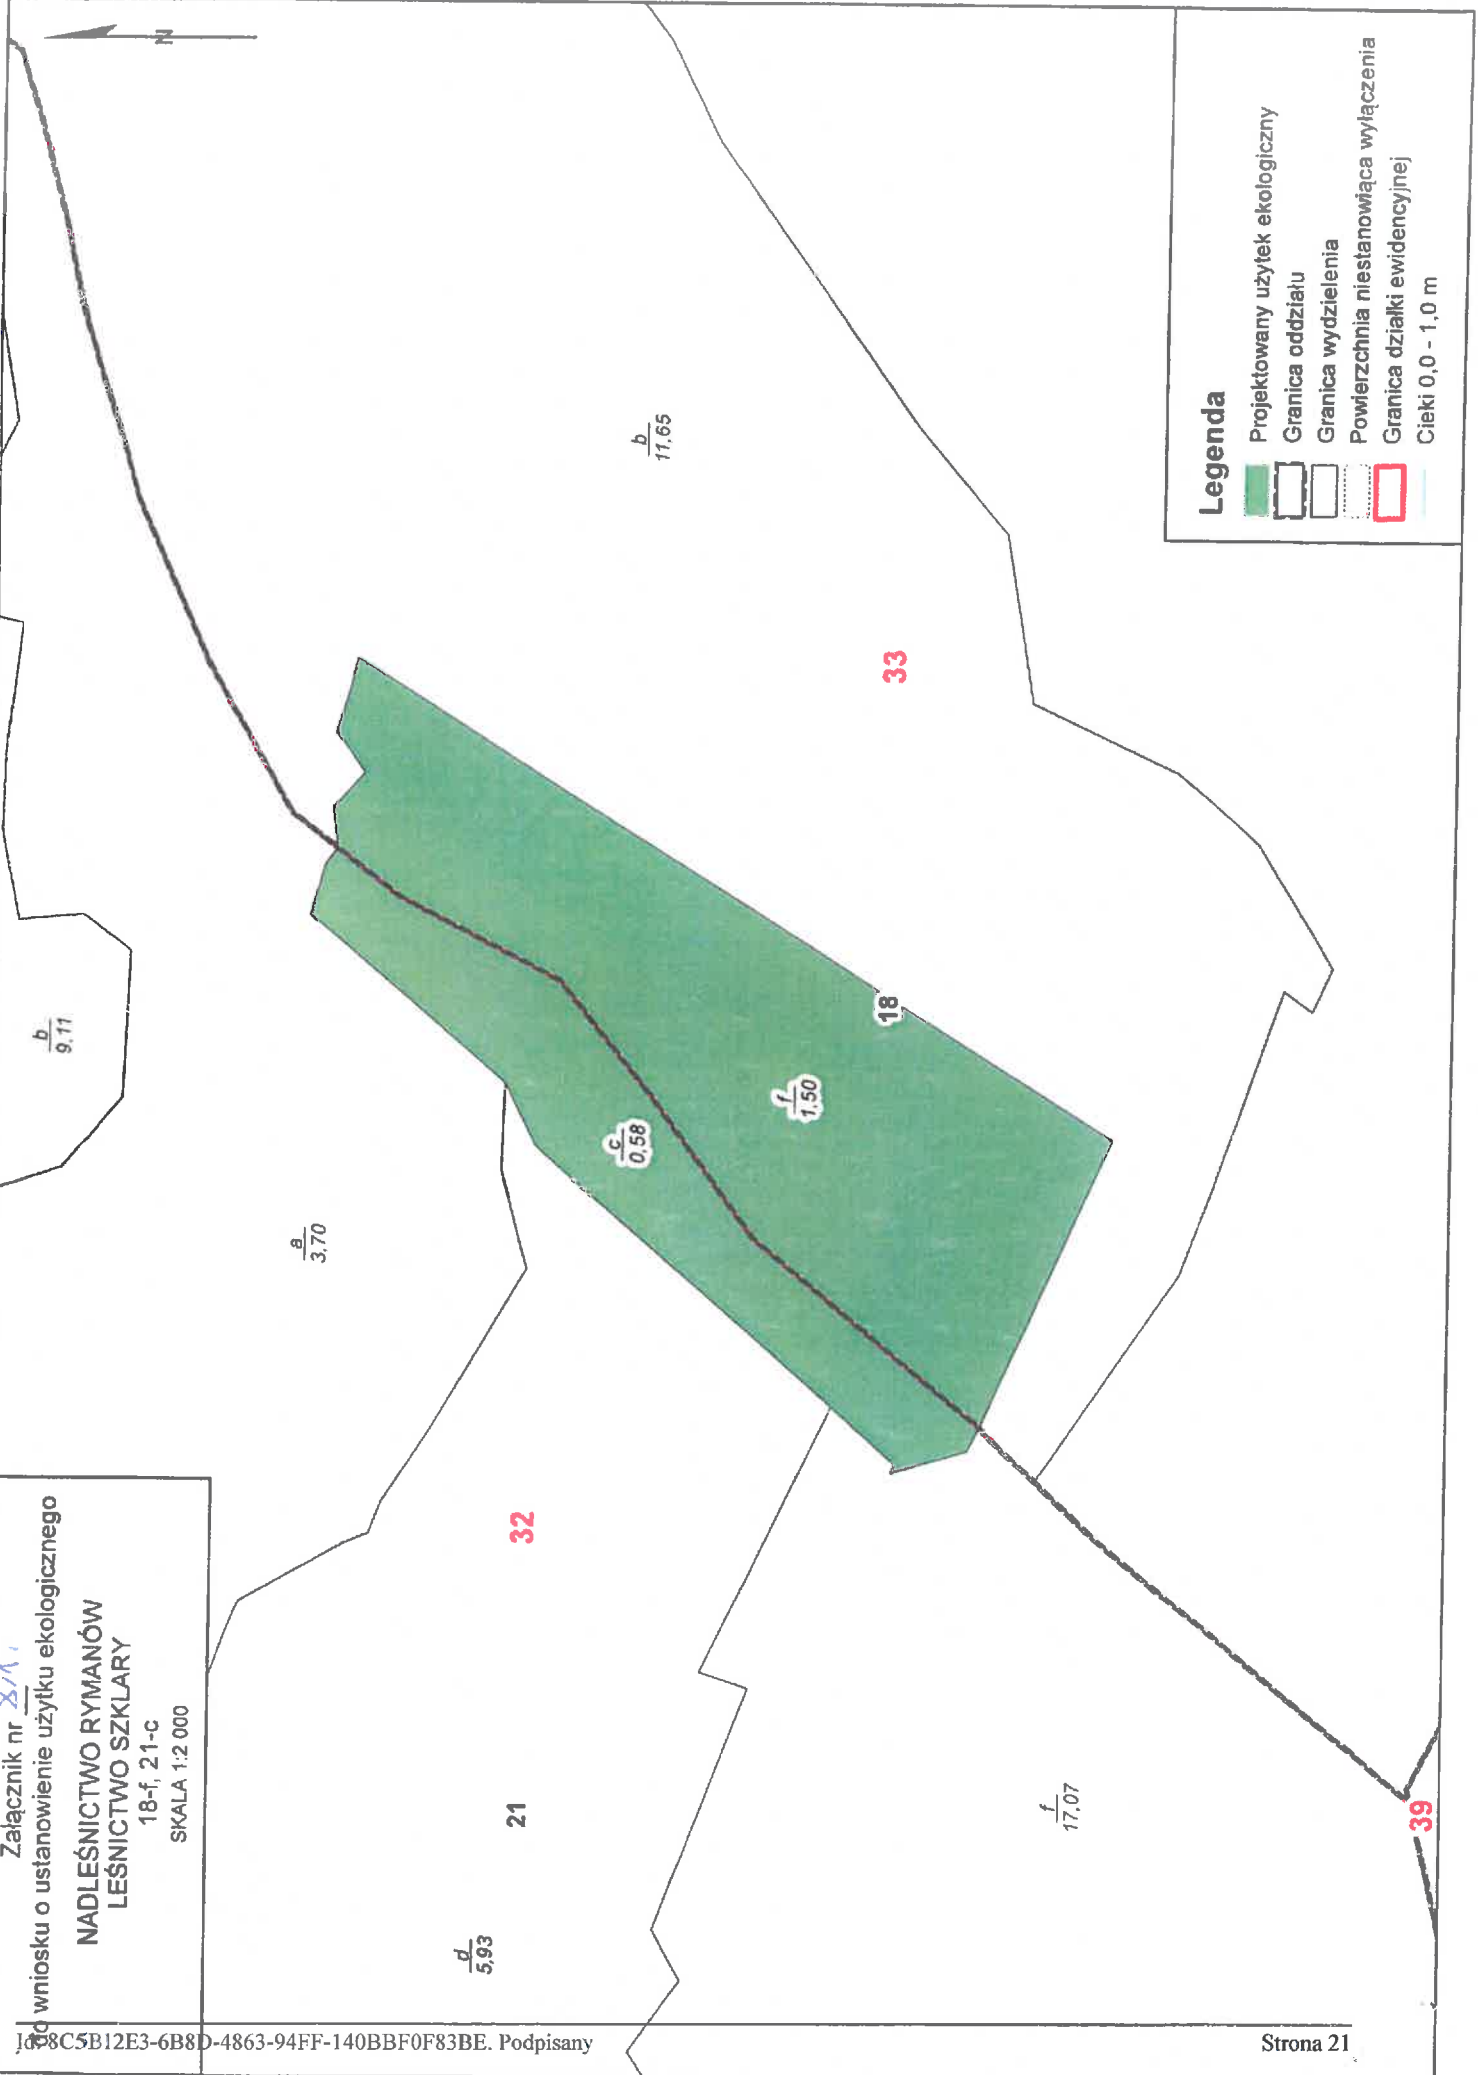 Załącznik nr
do wniosku o ustanowienie użytku ekologicznego
NADLEŚNICTWO RYMANÓW
LEŚNICTWO SZKLARY
18-f, 21-c
SKALA 1:2 000
N
b
9,11
a
3,70
b
11,65
c
0,58
f
1,50
18
33
32
21
d
5,93
f
17,07
39
Legenda
Projektowany użytek ekologiczny
Granica oddziału
Granica wydzielenia
Powierzchnia niestanowiąca wyłączenia
Granica działki ewidencyjnej
Cieki 0,0 - 1,0 m
Id: 8C5B12E3-6B8D-4863-94FF-140BBF0F83BE. Podpisany
Strona 21